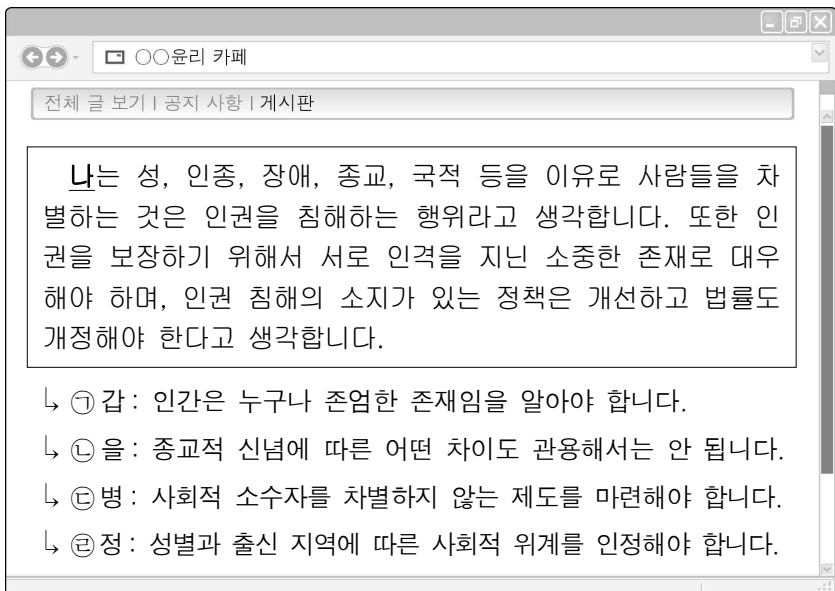 ○○윤리 카페
전체 글 보기 | 공지 사항 | 게시판
나는 성, 인종, 장애, 종교, 국적 등을 이유로 사람들을 차
별하는 것은 인권을 침해하는 행위라고 생각합니다. 또한 인
권을 보장하기 위해서 서로 인격을 지닌 소중한 존재로 대우
해야 하며, 인권 침해의 소지가 있는 정책은 개선하고 법률도
개정해야 한다고 생각합니다.
↳ ㉠갑 : 인간은 누구나 존엄한 존재임을 알아야 합니다.
↳ ㉡을 : 종교적 신념에 따른 어떤 차이도 관용해서는 안 됩니다.
↳ ㉢병 : 사회적 소수자를 차별하지 않는 제도를 마련해야 합니다.
↳ ㉣정 : 성별과 출신 지역에 따른 사회적 위계를 인정해야 합니다.